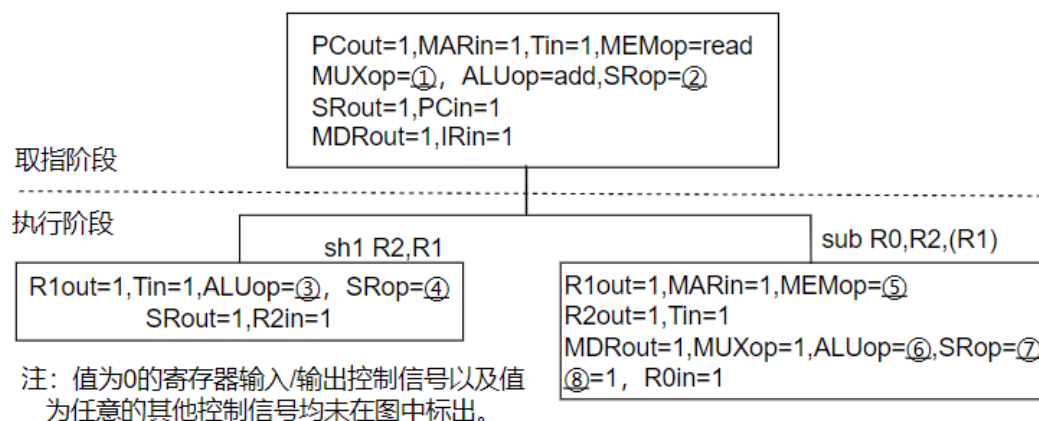 PCout=1,MARin=1,Tin=1,MEMop=read
MUXop=①，ALUop=add,SRop=②
SRout=1,PCin=1
MDRout=1,IRin=1
取指阶段
执行阶段
sh1 R2,R1
sub R0,R2,(R1)
R1out=1,Tin=1,ALUop=③，SRop=④
SRout=1,R2in=1
R1out=1,MARin=1,MEMop=⑤
R2out=1,Tin=1
MDRout=1,MUXop=1,ALUop=⑥,SRop=⑦
⑧=1，R0in=1
注：值为0的寄存器输入/输出控制信号以及值
为任意的其他控制信号均未在图中标出。